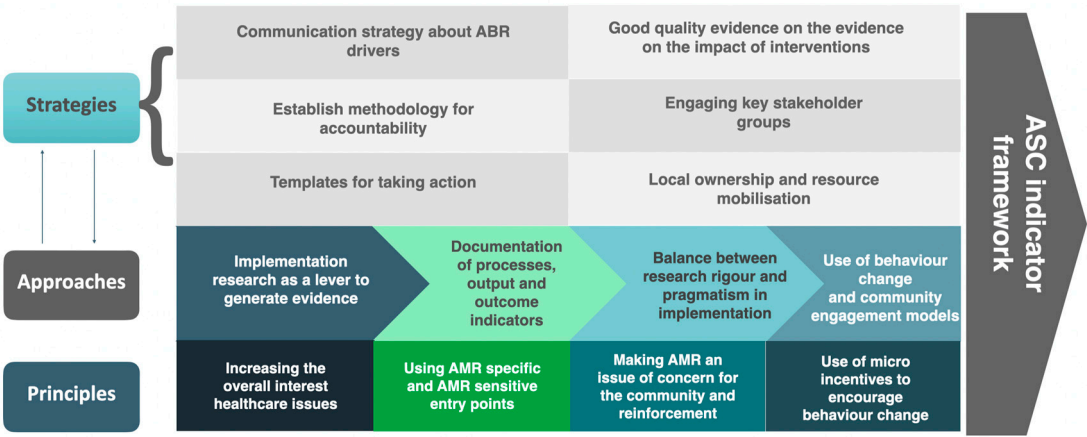 Strategies
Communication strategy about ABR
drivers
Good quality evidence on the evidence
on the impact of interventions
Establish methodology for
accountability
Engaging key stakeholder
groups
Templates for taking action
Local ownership and resource
mobilisation
Approaches
Implementation
research as a lever to
generate evidence
Documentation
of processes,
output and
outcome
indicators
Balance between
research rigour and
pragmatism in
implementation
Use of behaviour
change
and community
engagement models
Principles
Increasing the
overall interest
healthcare issues
Using AMR specific
and AMR sensitive
entry points
Making AMR an
issue of concern for
the community and
reinforcement
Use of micro
incentives to
encourage
behaviour change
ASC indicator
framework